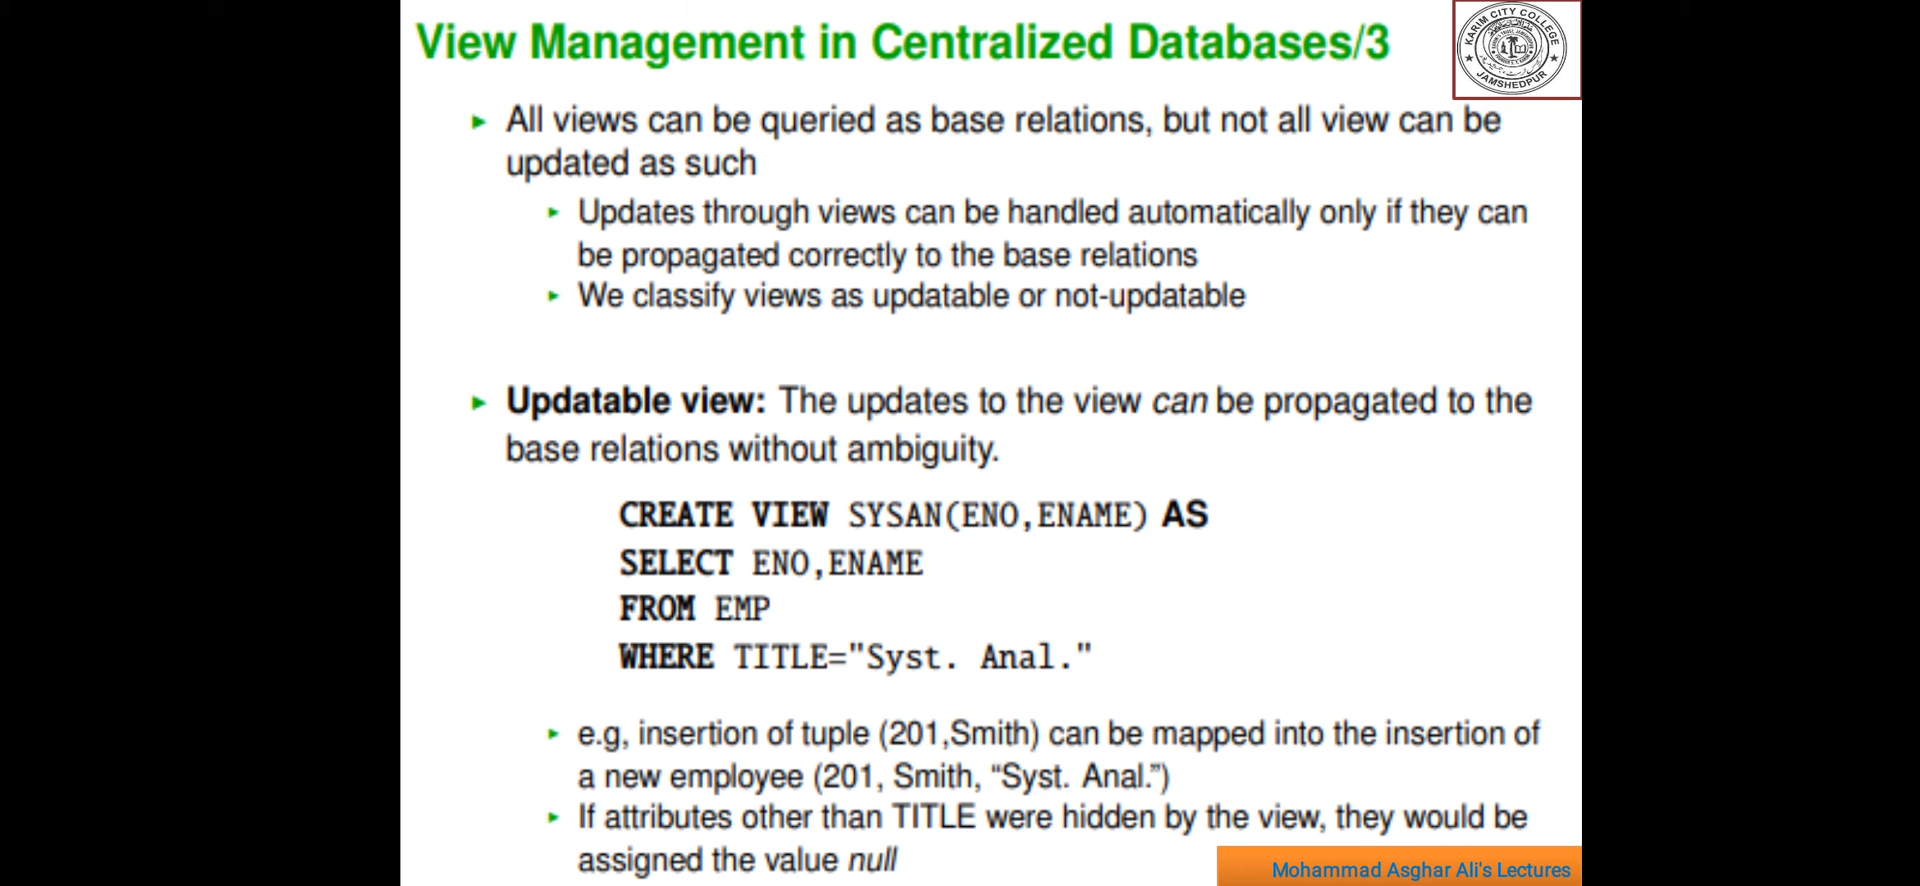 View Management in Centralized Databases/3
KARIM CITY COLLEGE
JAMSHEDPUR
All views can be queried as base relations, but not all view can be
updated as such
Updates through views can be handled automatically only if they can
be propagated correctly to the base relations
We classify views as updatable or not-updatable
Updatable view: The updates to the view can be propagated to the
base relations without ambiguity.
CREATE VIEW SYSAN(ENO,ENAME) AS
SELECT ENO,ENAME
FROM EMP
WHERE TITLE="Syst. Anal."
e.g, insertion of tuple (201,Smith) can be mapped into the insertion of
a new employee (201, Smith, “Syst. Anal.”)
If attributes other than TITLE were hidden by the view, they would be
assigned the value null
Mohammad Asghar Ali's Lectures